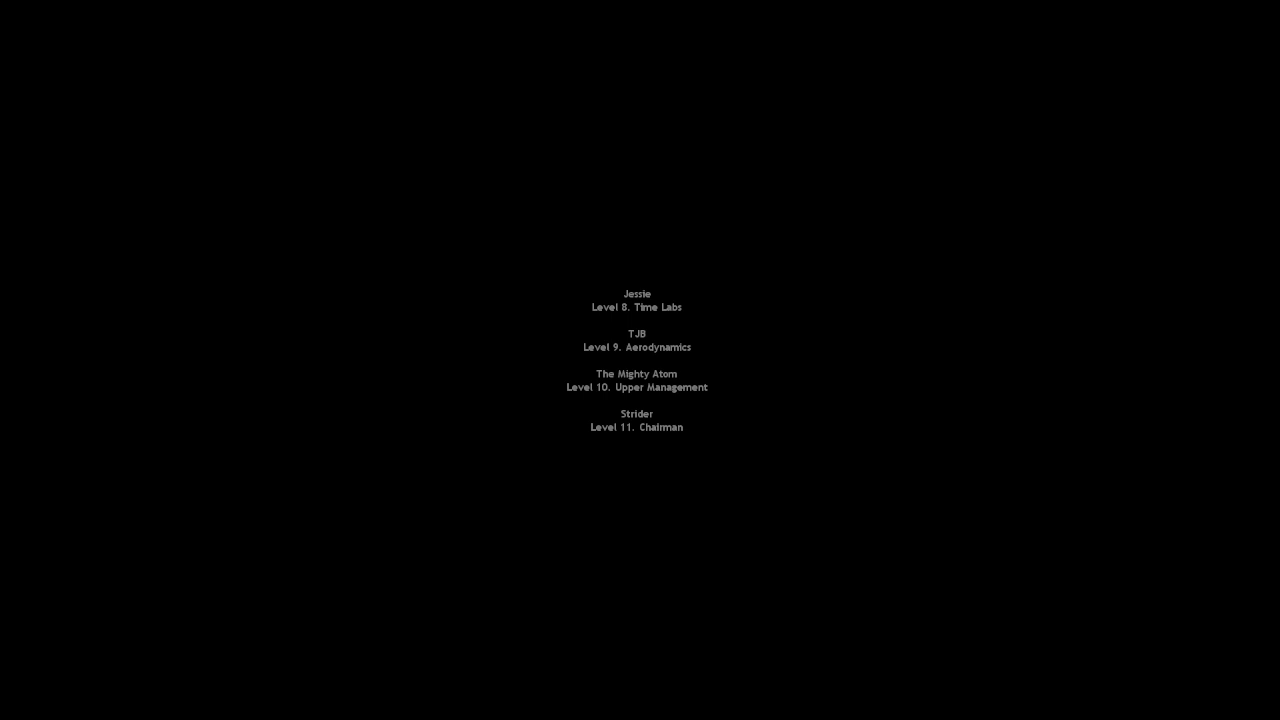 Jessie
Level 8. Time Labs
TJB
Level 9. Aerodynamics
The Mighty Atom
Level 10. Upper Management
Strider
Level 11. Chairman